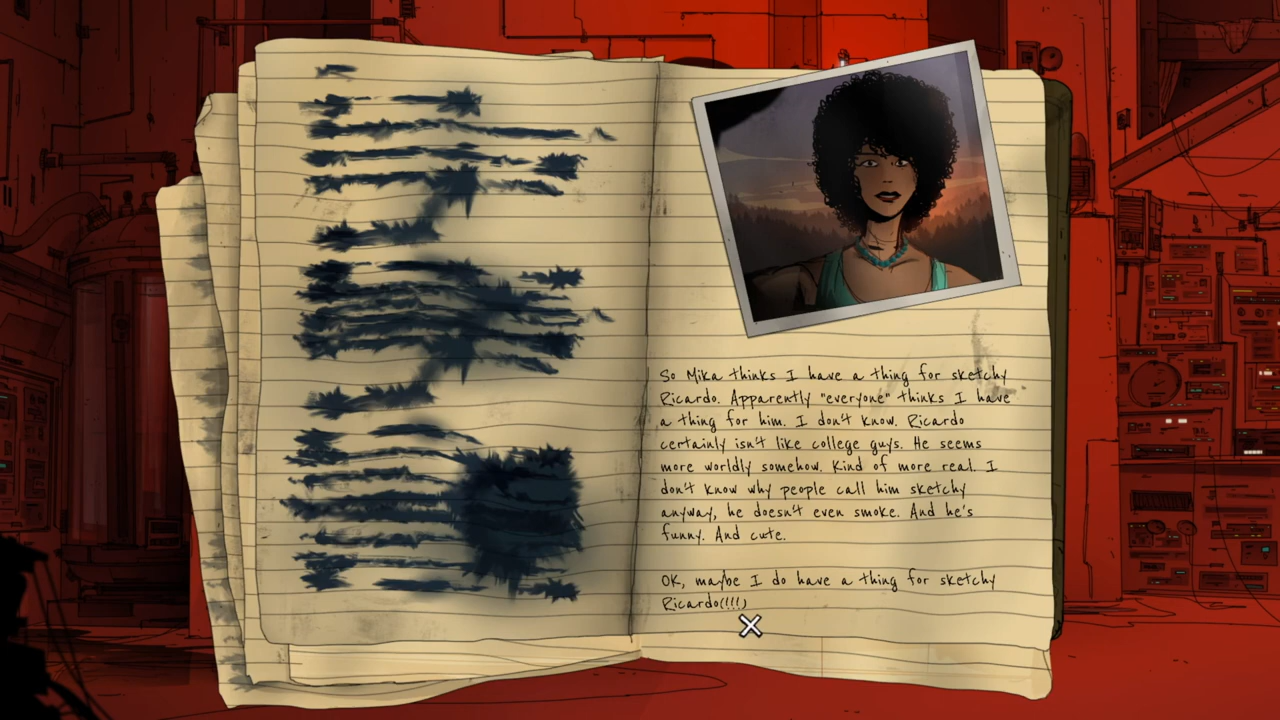 So Mika thinks I have a thing for sketchy
Ricardo. Apparently "everyone" thinks I have
a thing for him. I don't know. Ricardo
certainly isn't like college guys. He seems
more worldly somehow. Kind of more real. I
don't know why people call him sketchy
anyway, he doesn't even smoke. And he's
funny. And cute.
OK, maybe I do have a thing for sketchy
Ricardo(!!!)